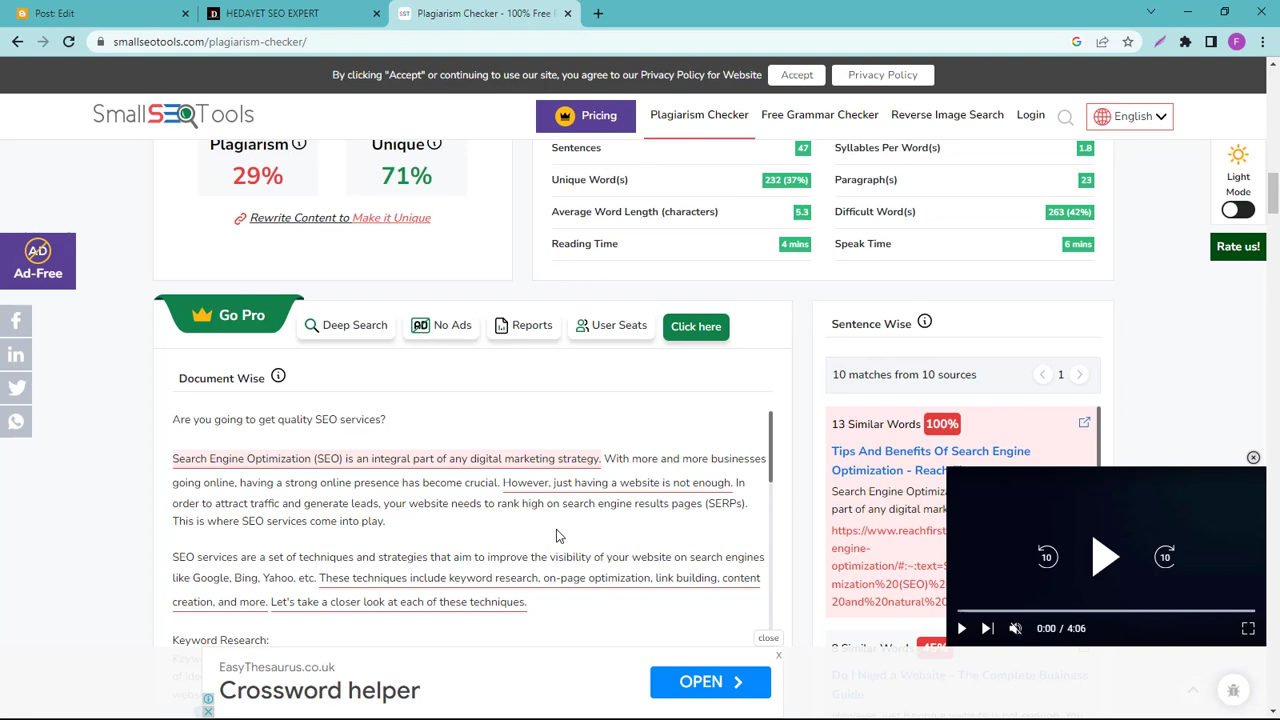 Post: Edit
HEDAYET SEO EXPERT
Plagiarism Checker - 100% Free
smallseotools.com/plagiarism-checker/
F
By clicking "Accept" or continuing to use our site, you agree to our Privacy Policy for Website
Accept
Privacy Policy
SmallSEOTools
Pricing
Plagiarism Checker
Free Grammar Checker
Reverse Image Search
Login
English
Plagiarism
29%
Unique
71%
Rewrite Content to Make it Unique
Sentences 47
Syllables Per Word(s) 1.8
Unique Word(s) 232 (37%)
Paragraph(s) 23
Average Word Length (characters) 5.3
Difficult Word(s) 263 (42%)
Reading Time 4 mins
Speak Time 6 mins
Light
Mode
Rate us!
AD
Ad-Free
Go Pro
Deep Search
AD No Ads
Reports
User Seats
Click here
Document Wise
Are you going to get quality SEO services?
Search Engine Optimization (SEO) is an integral part of any digital marketing strategy. With more and more businesses
going online, having a strong online presence has become crucial. However, just having a website is not enough. In
order to attract traffic and generate leads, your website needs to rank high on search engine results pages (SERPs).
This is where SEO services come into play.
SEO services are a set of techniques and strategies that aim to improve the visibility of your website on search engines
like Google, Bing, Yahoo, etc. These techniques include keyword research, on-page optimization, link building, content
creation, and more. Let's take a closer look at each of these techniques.
Keyword Research:
Sentence Wise
10 matches from 10 sources
1
13 Similar Words 100%
Tips And Benefits Of Search Engine
Optimization - Reach
Search Engine Optimiz
part of any digital mark
https://www.reachfirst
engine-
optimization/#:~:text=S
mization%20(SEO)%
20and%20natural%20
10
10
0:00 / 4:06
Similar Words 45%
Do I Need a Website - The Complete Business
Guide
close
EasyThesaurus.co.uk
Crossword helper
OPEN
X